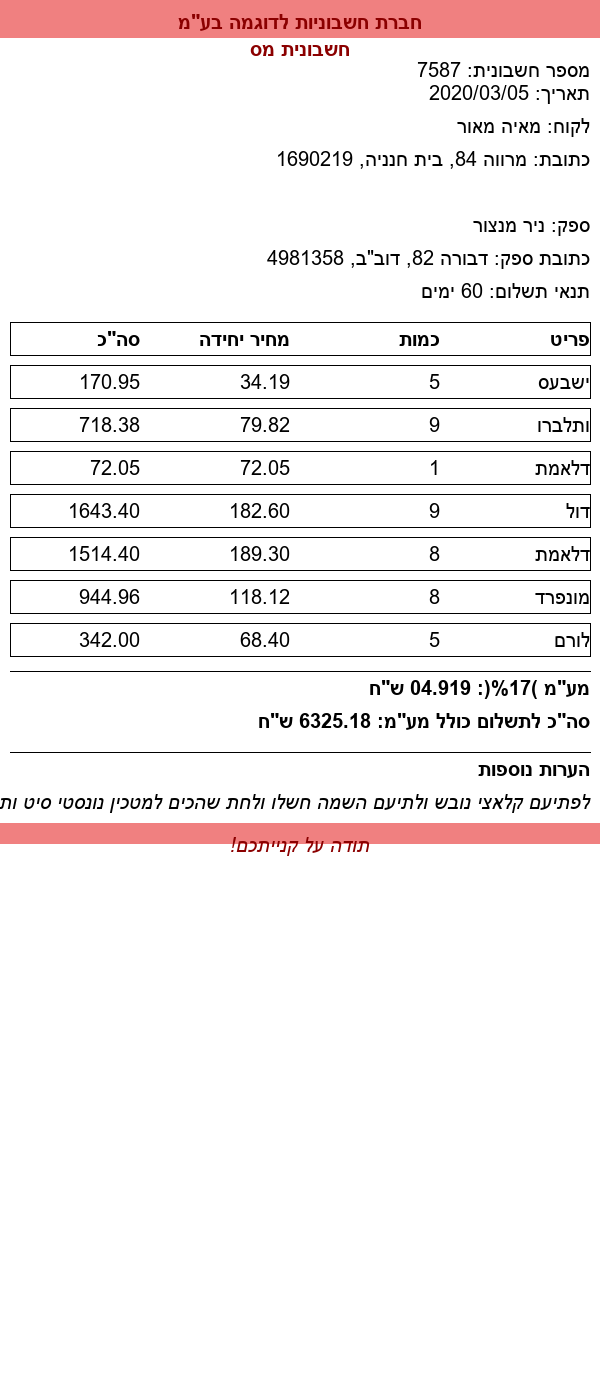 חברת חשבוניות לדוגמה בע"מ
חשבונית מס
מספר חשבונית: 7587
תאריך: 2020/03/05
לקוח: מאיה מאור
כתובת: מרווה 84, בית חנניה, 1690219
ספק: ניר מנצור
כתובת ספק: דבורה 82, דוב"ב, 4981358
תנאי תשלום: 60 ימים
פריט כמות מחיר יחידה סה"כ
ישבעס 5 34.19 170.95
ותלברו 9 79.82 718.38
דלאמת 1 72.05 72.05
דול 9 182.60 1643.40
דלאמת 8 189.30 1514.40
מונפרד 8 118.12 944.96
לורם 5 68.40 342.00
מע"מ )17%(: 04.919 ש"ח
סה"כ לתשלום כולל מע"מ: 6325.18 ש"ח
הערות נוספות
לפתיעם קלאצי נובש ולתיעם השמה חשלו ולחת שהכים למטכין נונסטי סיט ות
תודה על קנייתכם!